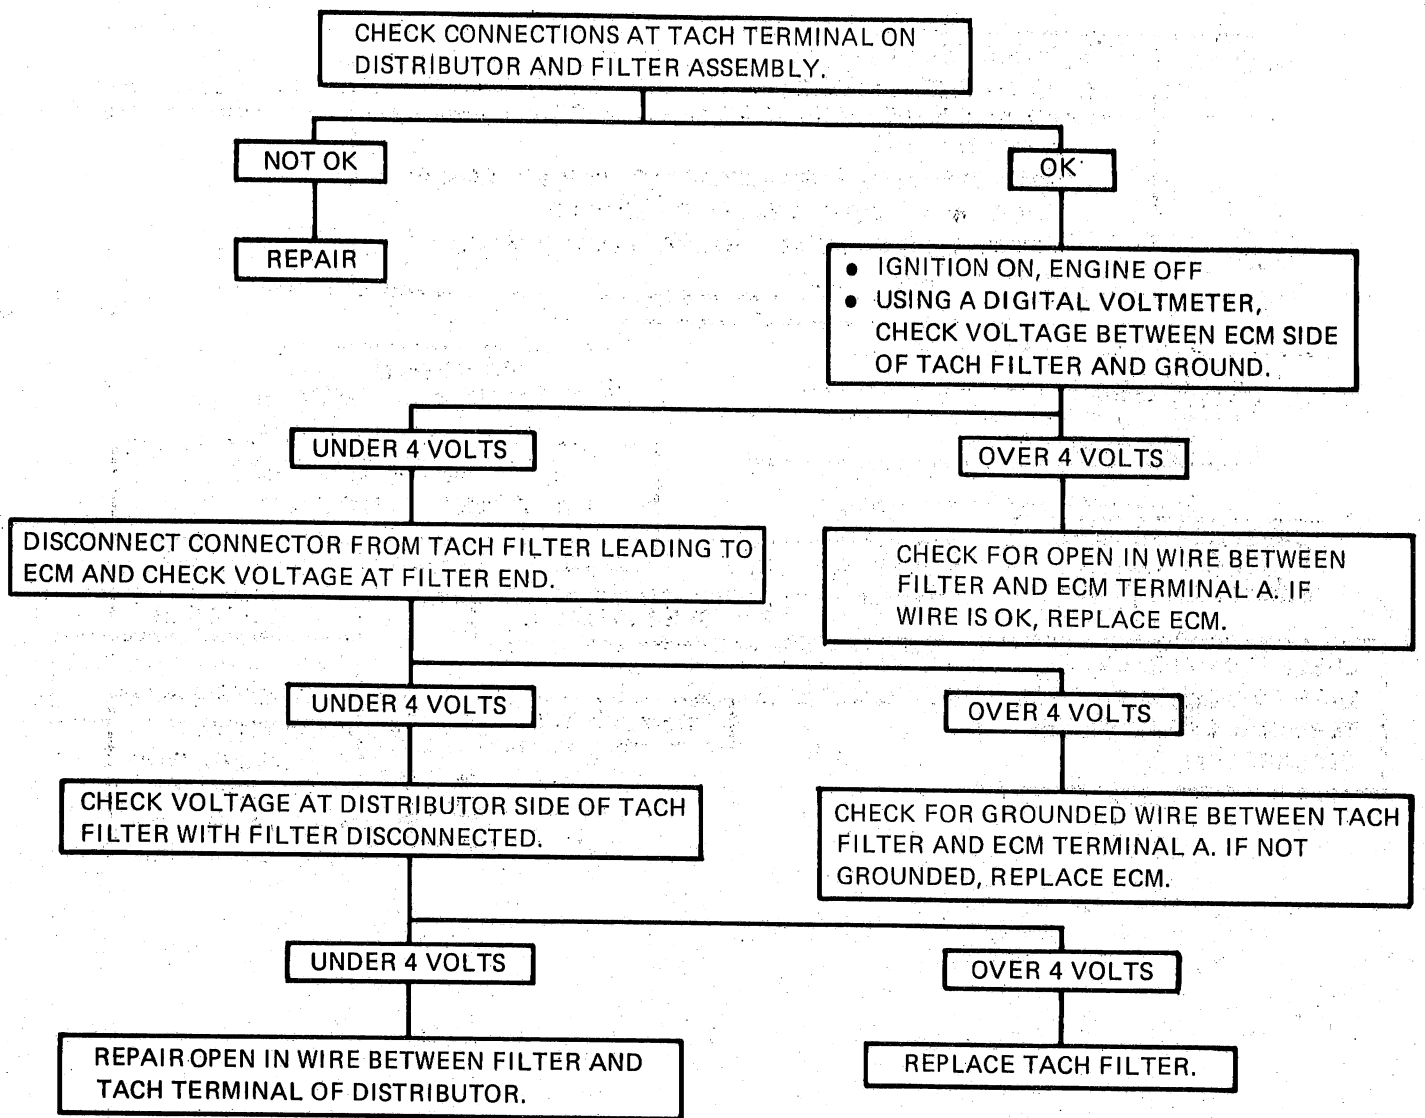 CHECK CONNECTIONS AT TACH TERMINAL ON
DISTRIBUTOR AND FILTER ASSEMBLY.
NOT OK
OK
REPAIR
● IGNITION ON, ENGINE OFF
● USING A DIGITAL VOLTMETER,
CHECK VOLTAGE BETWEEN ECM SIDE
OF TACH FILTER AND GROUND.
UNDER 4 VOLTS
OVER 4 VOLTS
DISCONNECT CONNECTOR FROM TACH FILTER LEADING TO
ECM AND CHECK VOLTAGE AT FILTER END.
CHECK FOR OPEN IN WIRE BETWEEN
FILTER AND ECM TERMINAL A. IF
WIRE IS OK, REPLACE ECM.
UNDER 4 VOLTS
OVER 4 VOLTS
CHECK VOLTAGE AT DISTRIBUTOR SIDE OF TACH
FILTER WITH FILTER DISCONNECTED.
CHECK FOR GROUNDED WIRE BETWEEN TACH
FILTER AND ECM TERMINAL A. IF NOT
GROUNDED, REPLACE ECM.
UNDER 4 VOLTS
OVER 4 VOLTS
REPAIR OPEN IN WIRE BETWEEN FILTER AND
TACH TERMINAL OF DISTRIBUTOR.
REPLACE TACH FILTER.